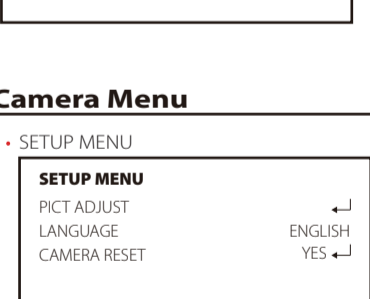 Camera Menu
• SETUP MENU
SETUP MENU
PICT ADJUST ↵
LANGUAGE ENGLISH
CAMERA RESET YES ↵